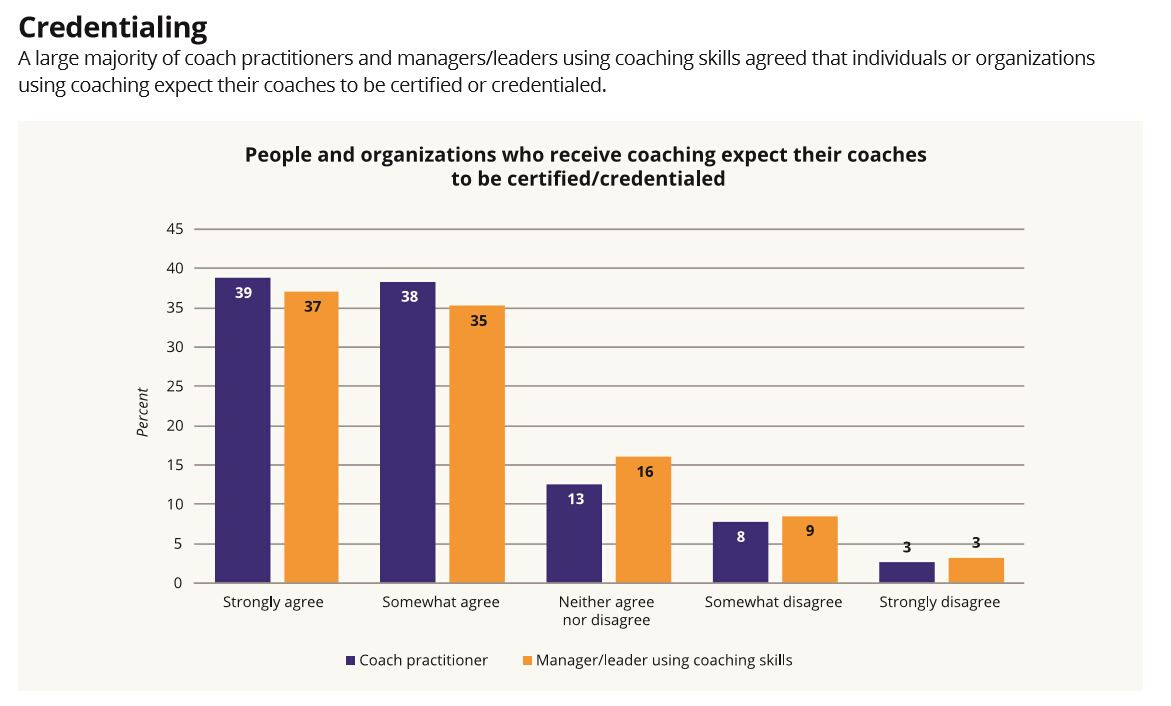 Credentialing
A large majority of coach practitioners and managers/leaders using coaching skills agreed that individuals or organizations
using coaching expect their coaches to be certified or credentialed.
People and organizations who receive coaching expect their coaches
to be certified/credentialed
45
40
35
30
25
20
15
10
5
0
Percent
39
37
38
35
13
16
8
9
3
3
Strongly agree
Somewhat agree
Neither agree
nor disagree
Somewhat disagree
Strongly disagree
Coach practitioner
Manager/leader using coaching skills